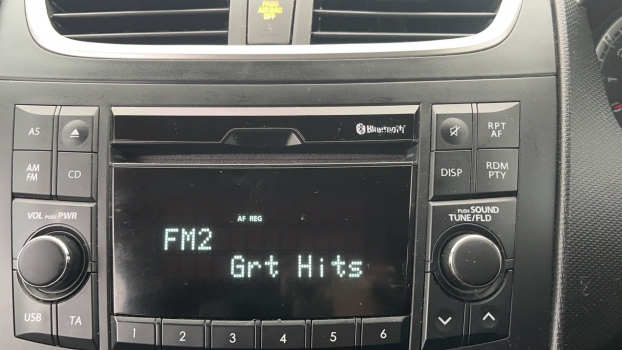 PASS
AIR BAG
OFF
AS
AM
FM
CD
VOL PUSH PWR
USB
TA
Bluetooth
AF REG
FM2
Grt Hits
1 2 3 4 5 6
RPT
AF
DISP
RDM
PTY
PUSH SOUND
TUNE/FLD